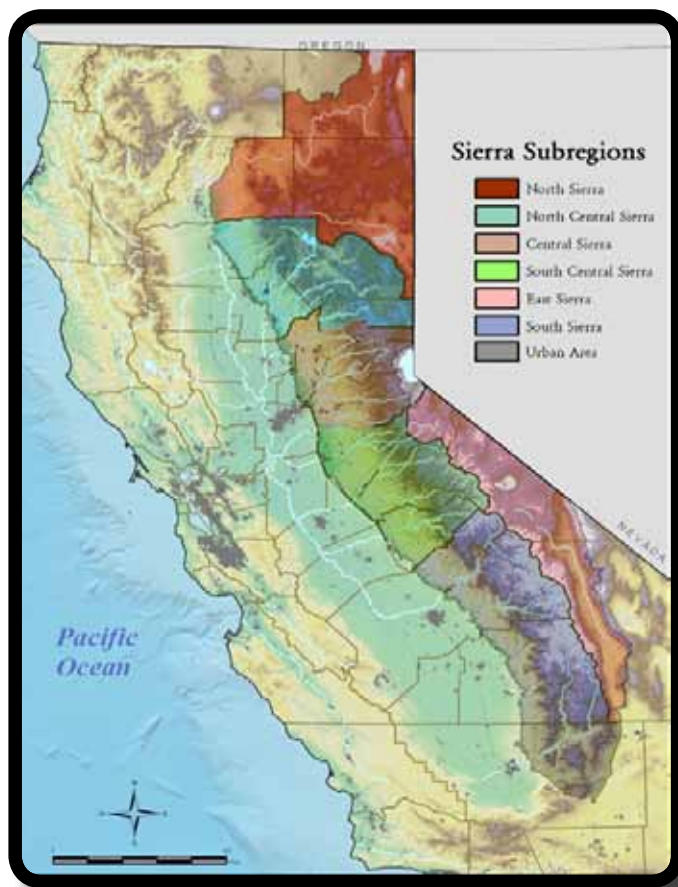 OREGON
Sierra Subregions
North Sierra
North Central Sierra
Central Sierra
South Central Sierra
East Sierra
South Sierra
Urban Area
NEVADA
Pacific
Ocean